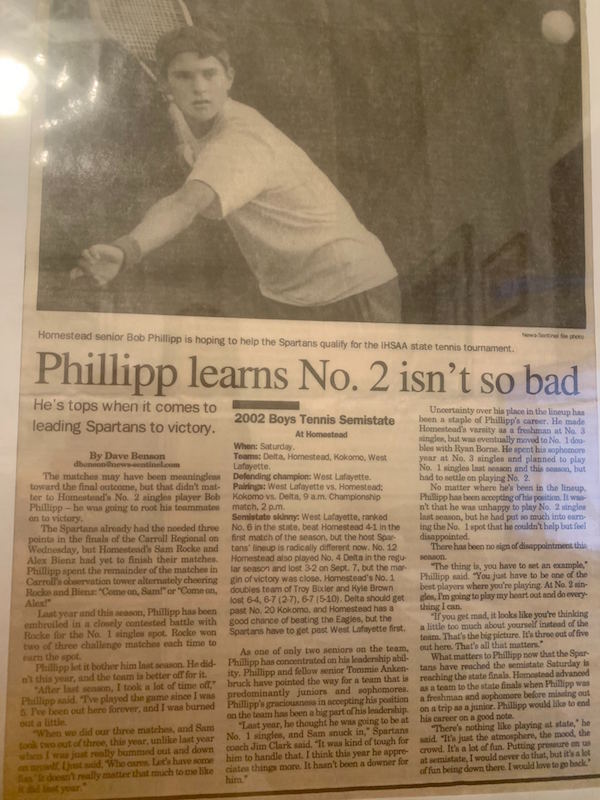 News-Sentinel file photo
Homestead senior Bob Phillipp is hoping to help the Spartans qualify for the IHSAA state tennis tournament.
Phillipp learns No. 2 isn't so bad
He's tops when it comes to
leading Spartans to victory.
By Dave Benson
dbenson@news-sentinel.com
The matches may have been meaningless
toward the final outcome, but that didn't mat-
ter to Homestead's No. 2 singles player Bob
Phillipp – he was going to root his teammates
on to victory.
The Spartans already had the needed three
points in the finals of the Carroll Regional on
Wednesday, but Homestead's Sam Rocke and
Alex Bienz had yet to finish their matches.
Phillipp spent the remainder of the matches in
Carroll's observation tower alternately cheering
Rocke and Bienz: "Come on, Sam!" or "Come on,
Alex!"
Last year and this season, Phillipp has been
embroiled in a closely contested battle with
Rocke for the No. 1 singles spot. Rocke won
two of three challenge matches each time to
earn the spot.
Phillipp let it bother him last season. He did-
n't this year, and the team is better off for it.
"After last season, I took a lot of time off,"
Phillipp said. "I've played the game since I was
5. I've been out here forever, and I was burned
out a little.
"When we did our three matches, and Sam
took two out of three, this year, unlike last year
when I was just really bummed out and down
on myself, I just said, 'Who cares. Let's have some
fun.' It doesn't really matter that much to me like
it did last year."
2002 Boys Tennis Semistate
At Homestead
When: Saturday.
Teams: Delta, Homestead, Kokomo, West
Lafayette.
Defending champion: West Lafayette.
Pairings: West Lafayette vs. Homestead;
Kokomo vs. Delta, 9 a.m. Championship
match, 2 p.m.
Semistate skinny: West Lafayette, ranked
No. 6 in the state, beat Homestead 4-1 in the
first match of the season, but the host Spar-
tans' lineup is radically different now. No. 12
Homestead also played No. 4 Delta in the regu-
lar season and lost 3-2 on Sept. 7, but the mar-
gin of victory was close. Homestead's No. 1
doubles team of Troy Bixler and Kyle Brown
lost 6-4, 6-7 (2-7), 6-7 (5-10). Delta should get
past No. 20 Kokomo, and Homestead has a
good chance of beating the Eagles, but the
Spartans have to get past West Lafayette first.
As one of only two seniors on the team,
Phillipp has concentrated on his leadership abil-
ity. Phillipp and fellow senior Tommie Anken-
bruck have pointed the way for a team that is
predominantly juniors and sophomores.
Phillipp's graciousness in accepting his position
on the team has been a big part of his leadership.
"Last year, he thought he was going to be at
No. 1 singles, and Sam snuck in," Spartans
coach Jim Clark said. "It was kind of tough for
him to handle that. I think this year he appre-
ciates things more. It hasn't been a downer for
him."
Uncertainty over his place in the lineup has
been a staple of Phillipp's career. He made
Homestead's varsity as a freshman at No. 3
singles, but was eventually moved to No. 1 dou-
bles with Ryan Borne. He spent his sophomore
year at No. 3 singles and planned to play
No. 1 singles last season and this season, but
had to settle on playing No. 2.
No matter where he's been in the lineup,
Phillipp has been accepting of his position. It was-
n't that he was unhappy to play No. 2 singles
last season, but he had put so much into earn-
ing the No. 1 spot that he couldn't help but feel
disappointed.
There has been no sign of disappointment this
season.
"The thing is, you have to set an example,"
Phillipp said. "You just have to be one of the
best players where you're playing. At No. 2 sin-
gles, I'm going to play my heart out and do every-
thing I can.
"If you get mad, it looks like you're thinking
a little too much about yourself instead of the
team. That's the big picture. It's three out of five
out here. That's all that matters."
What matters to Phillipp now that the Spar-
tans have reached the semistate Saturday is
reaching the state finals. Homestead advanced
as a team to the state finals when Phillipp was
a freshman and sophomore before missing out
on a trip as a junior. Phillipp would like to end
his career on a good note.
"There's nothing like playing at state," he
said. "It's just the atmosphere, the mood, the
crowd. It's a lot of fun. Putting pressure on us
at semistate, I would never do that, but it's a lot
of fun being down there. I would love to go back."